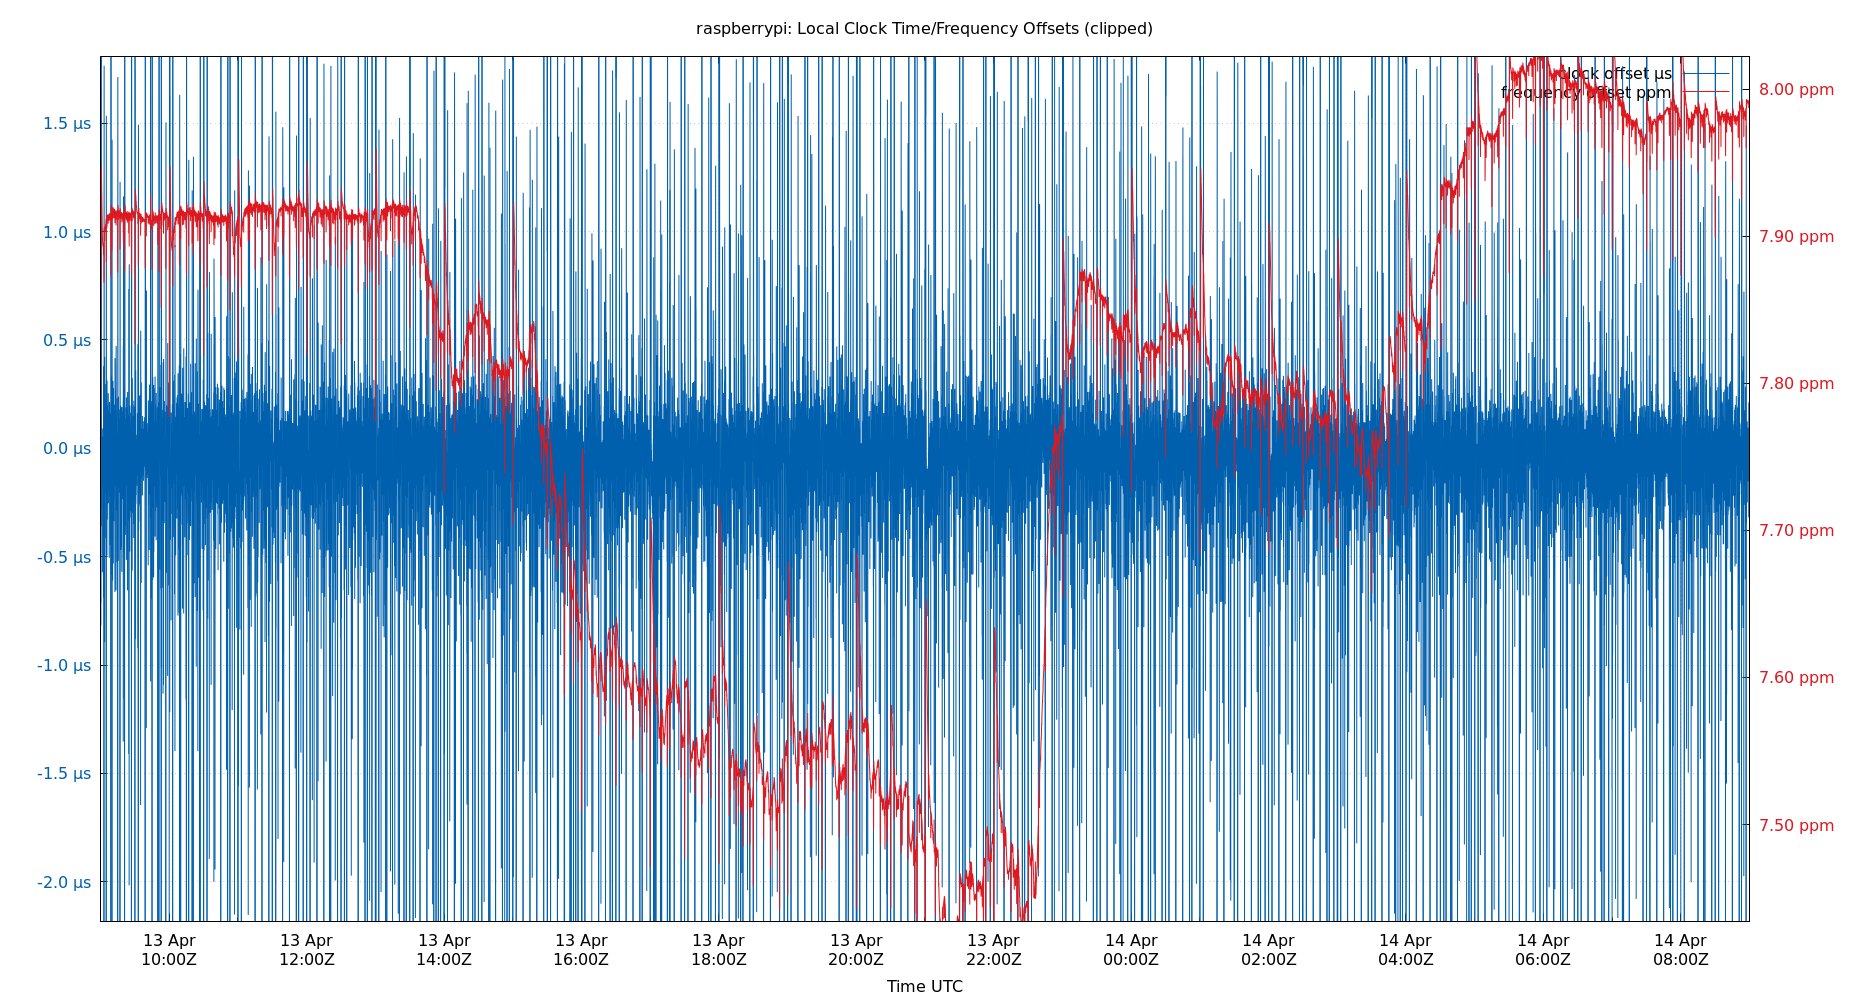 raspberrypi: Local Clock Time/Frequency Offsets (clipped)
clock offset µs
frequency offset ppm
1.5 µs
1.0 µs
0.5 µs
0.0 µs
-0.5 µs
-1.0 µs
-1.5 µs
-2.0 µs
8.00 ppm
7.90 ppm
7.80 ppm
7.70 ppm
7.60 ppm
7.50 ppm
13 Apr
10:00Z
13 Apr
12:00Z
13 Apr
14:00Z
13 Apr
16:00Z
13 Apr
18:00Z
13 Apr
20:00Z
13 Apr
22:00Z
14 Apr
00:00Z
14 Apr
02:00Z
14 Apr
04:00Z
14 Apr
06:00Z
14 Apr
08:00Z
Time UTC